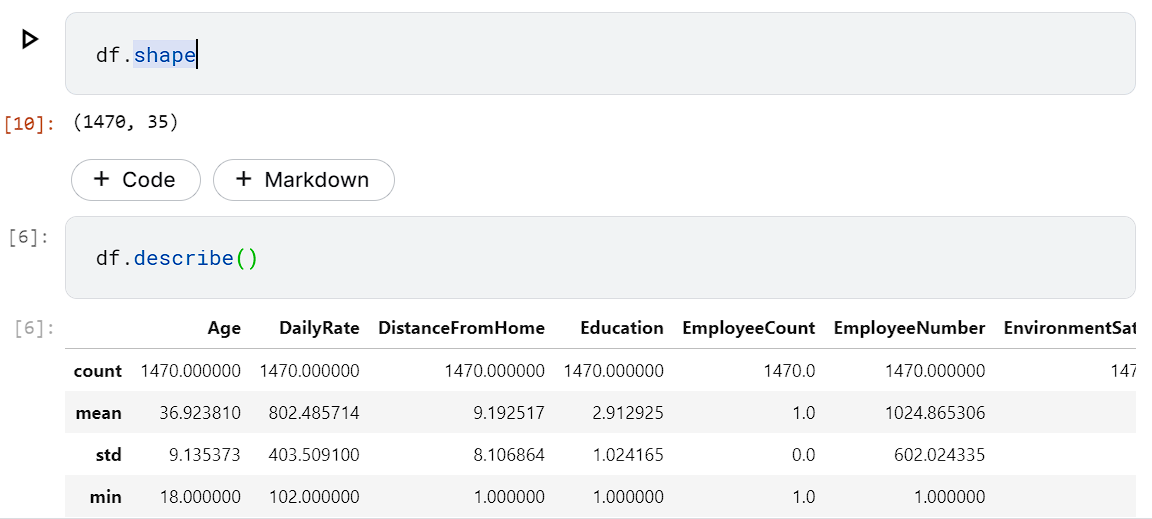 df.shape
[10]: (1470, 35)
+ Code + Markdown
[6]: df.describe()
[6]: Age DailyRate DistanceFromHome Education EmployeeCount EmployeeNumber EnvironmentSat
count 1470.000000 1470.000000 1470.000000 1470.000000 1470.0 1470.000000 147
mean 36.923810 802.485714 9.192517 2.912925 1.0 1024.865306
std 9.135373 403.509100 8.106864 1.024165 0.0 602.024335
min 18.000000 102.000000 1.000000 1.000000 1.0 1.000000